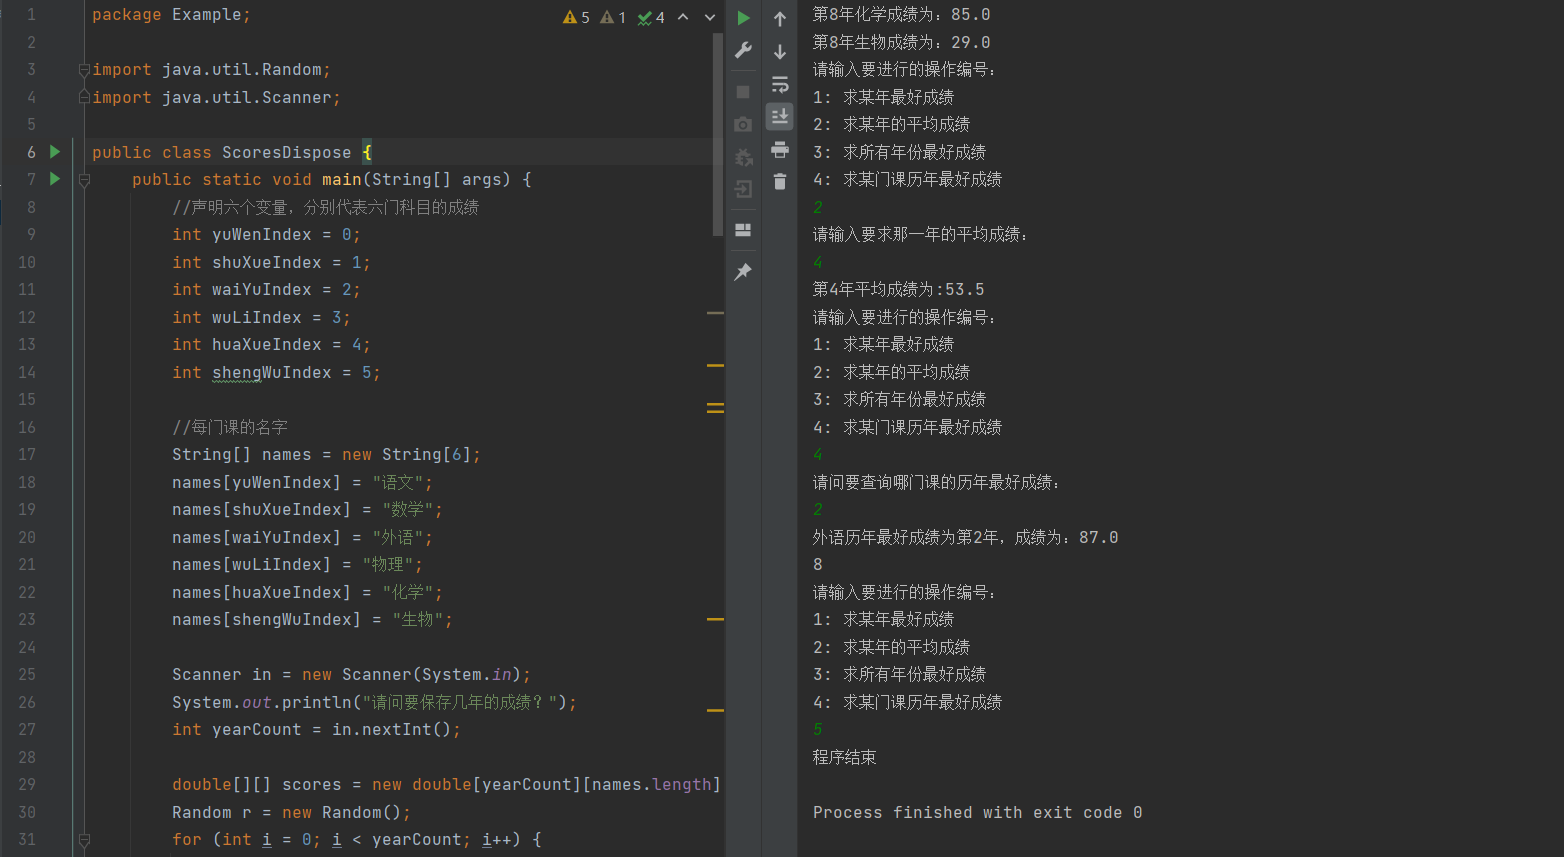 package Example;
5 1 4
import java.util.Random;
import java.util.Scanner;
public class ScoresDispose {
public static void main(String[] args) {
//声明六个变量，分别代表六门科目的成绩
int yuWenIndex = 0;
int shuXueIndex = 1;
int waiYuIndex = 2;
int wuLiIndex = 3;
int huaXueIndex = 4;
int shengWuIndex = 5;
//每门课的名字
String[] names = new String[6];
names[yuWenIndex] = "语文";
names[shuXueIndex] = "数学";
names[waiYuIndex] = "外语";
names[wuLiIndex] = "物理";
names[huaXueIndex] = "化学";
names[shengWuIndex] = "生物";
Scanner in = new Scanner(System.in);
System.out.println("请问要保存几年的成绩？");
int yearCount = in.nextInt();
double[][] scores = new double[yearCount][names.length]
Random r = new Random();
for (int i = 0; i < yearCount; i++) {
1
2
3
4
5
6
7
8
9
10
11
12
13
14
15
16
17
18
19
20
21
22
23
24
25
26
27
28
29
30
31
第8年化学成绩为：85.0
第8年生物成绩为：29.0
请输入要进行的操作编号：
1: 求某年最好成绩
2: 求某年的平均成绩
3: 求所有年份最好成绩
4: 求某门课历年最好成绩
2
请输入要求那一年的平均成绩：
4
第4年平均成绩为:53.5
请输入要进行的操作编号：
1: 求某年最好成绩
2: 求某年的平均成绩
3: 求所有年份最好成绩
4: 求某门课历年最好成绩
4
请问要查询哪门课的历年最好成绩：
2
外语历年最好成绩为第2年，成绩为：87.0
8
请输入要进行的操作编号：
1: 求某年最好成绩
2: 求某年的平均成绩
3: 求所有年份最好成绩
4: 求某门课历年最好成绩
5
程序结束
Process finished with exit code 0